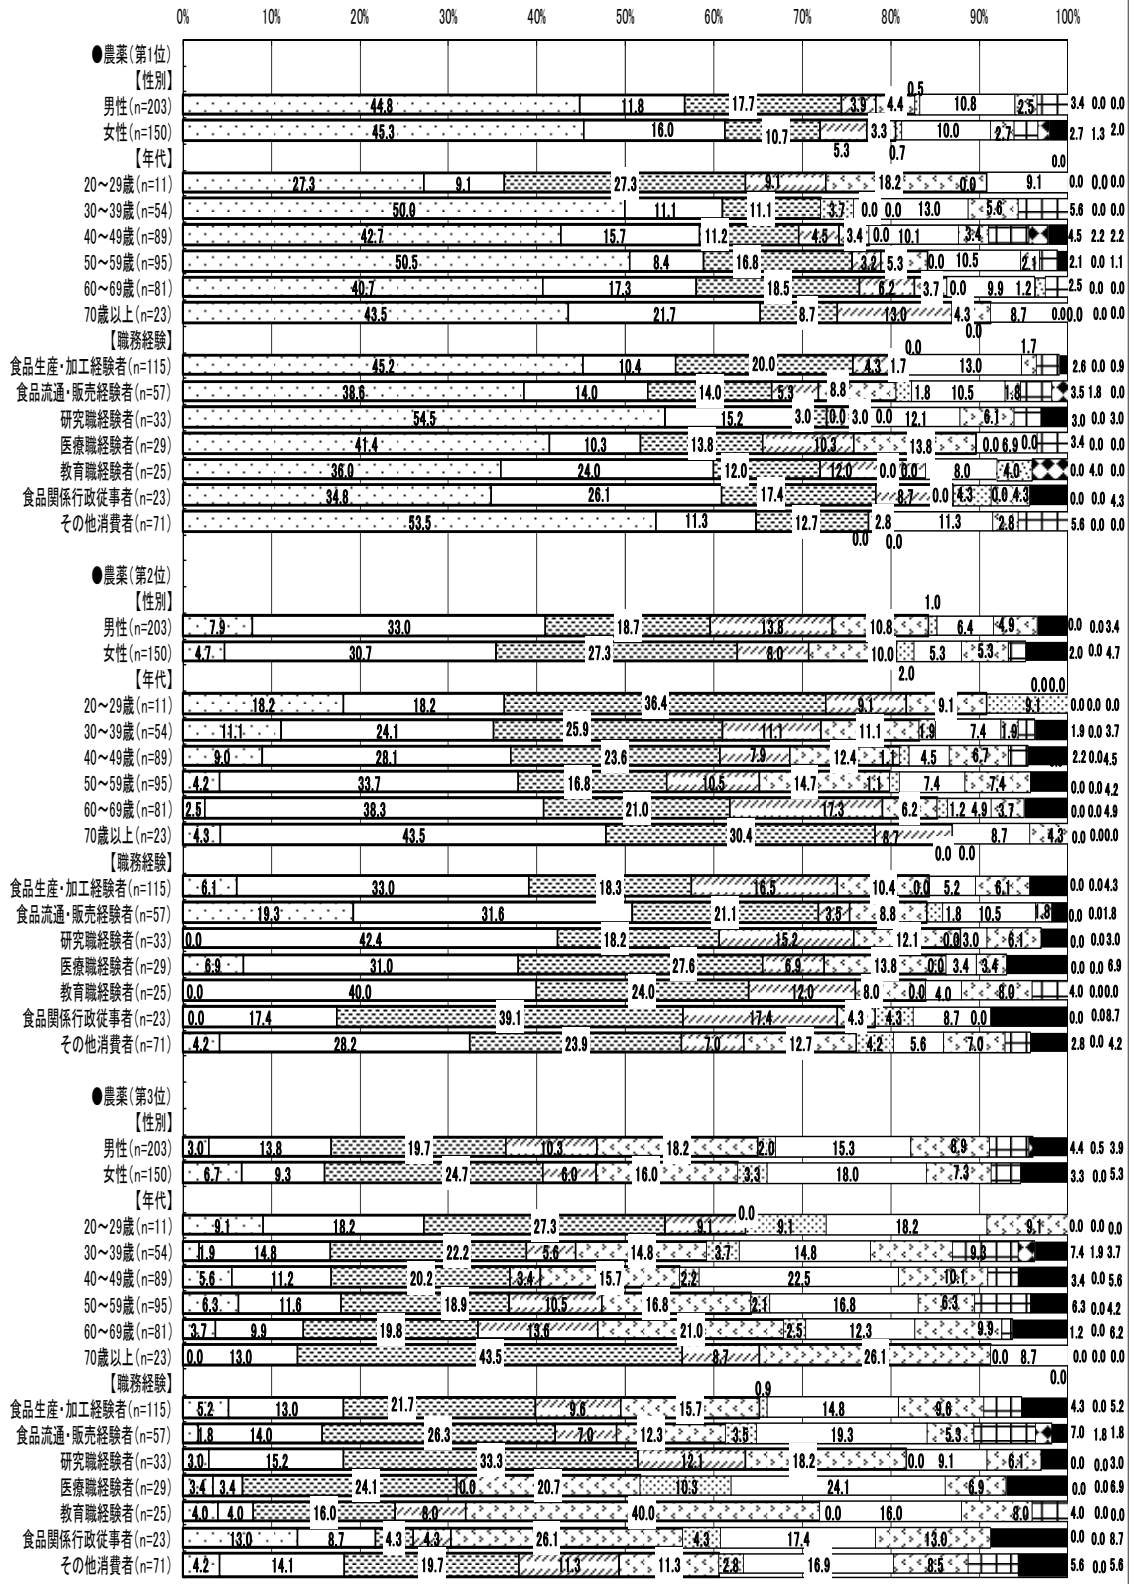 0% 10% 20% 30% 40% 50% 60% 70% 80% 90% 100%
●農薬(第1位)
【性別】
0.5
男性(n=203) 44.8 11.8 17.7 3.9 4.4 10.8 2.5 3.4 0.0 0.0
女性(n=150) 45.3 16.0 10.7 3.3 10.0 2.7 2.7 1.3 2.0
【年代】 5.3 0.7 0.0
20～29歳(n=11) 27.3 9.1 27.3 9.1 18.2 0.0 9.1 0.0 0.0 0.0
30～39歳(n=54) 50.0 11.1 11.1 3.7 0.0 0.0 13.0 5.6 5.6 0.0 0.0
40～49歳(n=89) 42.7 15.7 11.2 4.5 3.4 0.0 10.1 3.4 4.5 2.2 2.2
50～59歳(n=95) 50.5 8.4 16.8 3.2 5.3 0.0 10.5 2.1 2.1 0.0 1.1
60～69歳(n=81) 40.7 17.3 18.5 6.2 3.7 0.0 9.9 1.2 2.5 0.0 0.0
70歳以上(n=23) 43.5 21.7 8.7 13.0 4.3 8.7 0.0 0.0 0.0 0.0
0.0
【職務経験】 0.0 1.7
食品生産・加工経験者(n=115) 45.2 10.4 20.0 4.3 1.7 13.0 2.6 0.0 0.9
食品流通・販売経験者(n=57) 38.6 14.0 14.0 5.3 8.8 1.8 10.5 1.8 3.5 1.8 0.0
研究職経験者(n=33) 54.5 15.2 3.0 0.0 3.0 0.0 12.1 6.1 3.0 0.0 3.0
医療職経験者(n=29) 41.4 10.3 13.8 10.3 13.8 0.0 6.9 0.0 3.4 0.0 0.0
教育職経験者(n=25) 36.0 24.0 12.0 12.0 0.0 0.0 8.0 4.0 0.0 4.0 0.0
食品関係行政従事者(n=23) 34.8 26.1 17.4 8.7 0.0 4.3 0.0 4.3 0.0 0.0 4.3
その他消費者(n=71) 53.5 11.3 12.7 2.8 11.3 2.8 5.6 0.0 0.0
0.0 0.0
●農薬(第2位)
【性別】 1.0
男性(n=203) 7.9 33.0 18.7 13.8 10.8 6.4 4.9 0.0 0.0 3.4
女性(n=150) 4.7 30.7 27.3 8.0 10.0 5.3 5.3 2.0 0.0 4.7
【年代】 2.0 0.0 0.0
20～29歳(n=11) 18.2 18.2 36.4 9.1 9.1 9.1 0.0 0.0 0.0
30～39歳(n=54) 11.1 24.1 25.9 11.1 11.1 1.9 7.4 1.9 1.9 0.0 3.7
40～49歳(n=89) 9.0 28.1 23.6 7.9 12.4 1.1 4.5 6.7 2.2 0.0 4.5
50～59歳(n=95) 4.2 33.7 16.8 10.5 14.7 1.1 7.4 7.4 0.0 0.0 4.2
60～69歳(n=81) 2.5 38.3 21.0 17.3 6.2 1.2 4.9 3.7 0.0 0.0 4.9
70歳以上(n=23) 4.3 43.5 30.4 8.7 8.7 4.3 0.0 0.0 0.0
【職務経験】 0.0 0.0
食品生産・加工経験者(n=115) 6.1 33.0 18.3 16.5 10.4 0.0 5.2 6.1 0.0 0.0 4.3
食品流通・販売経験者(n=57) 19.3 31.6 21.1 3.5 8.8 1.8 10.5 1.8 0.0 0.0 1.8
研究職経験者(n=33) 0.0 42.4 18.2 15.2 12.1 0.0 3.0 6.1 0.0 0.0 3.0
医療職経験者(n=29) 6.9 31.0 27.6 6.9 13.8 0.0 3.4 3.4 0.0 0.0 6.9
教育職経験者(n=25) 0.0 40.0 24.0 12.0 8.0 0.0 4.0 8.0 4.0 0.0 0.0
食品関係行政従事者(n=23) 0.0 17.4 39.1 17.4 4.3 4.3 8.7 0.0 0.0 0.0 8.7
その他消費者(n=71) 4.2 28.2 23.9 7.0 12.7 4.2 5.6 7.0 2.8 0.0 4.2
●農薬(第3位)
【性別】
男性(n=203) 3.0 13.8 19.7 10.3 18.2 2.0 15.3 8.9 4.4 0.5 3.9
女性(n=150) 6.7 9.3 24.7 6.0 16.0 3.3 18.0 7.3 3.3 0.0 5.3
【年代】
0.0
20～29歳(n=11) 9.1 18.2 27.3 9.1 9.1 18.2 9.1 0.0 0.0 0.0
30～39歳(n=54) 1.9 14.8 22.2 5.6 14.8 3.7 14.8 9.3 7.4 1.9 3.7
40～49歳(n=89) 5.6 11.2 20.2 3.4 15.7 2.2 22.5 10.1 3.4 0.0 5.6
50～59歳(n=95) 6.3 11.6 18.9 10.5 16.8 2.1 16.8 6.3 6.3 0.0 4.2
60～69歳(n=81) 3.7 9.9 19.8 13.6 21.0 2.5 12.3 9.9 1.2 0.0 6.2
70歳以上(n=23) 0.0 13.0 43.5 8.7 26.1 0.0 8.7 0.0 0.0 0.0
【職務経験】 0.9 0.0
食品生産・加工経験者(n=115) 5.2 13.0 21.7 9.6 15.7 14.8 9.6 4.3 0.0 5.2
食品流通・販売経験者(n=57) 1.8 14.0 26.3 7.0 12.3 3.5 19.3 5.3 7.0 1.8 1.8
研究職経験者(n=33) 3.0 15.2 33.3 12.1 18.2 0.0 9.1 6.1 0.0 0.0 3.0
医療職経験者(n=29) 3.4 3.4 24.1 0.0 20.7 10.3 24.1 6.9 0.0 0.0 6.9
教育職経験者(n=25) 4.0 4.0 16.0 8.0 40.0 0.0 16.0 8.0 4.0 0.0 0.0
食品関係行政従事者(n=23) 13.0 8.7 4.3 4.3 26.1 4.3 17.4 13.0 0.0 0.0 8.7
その他消費者(n=71) 4.2 14.1 19.7 11.3 11.3 2.8 16.9 8.5 5.6 0.0 5.6